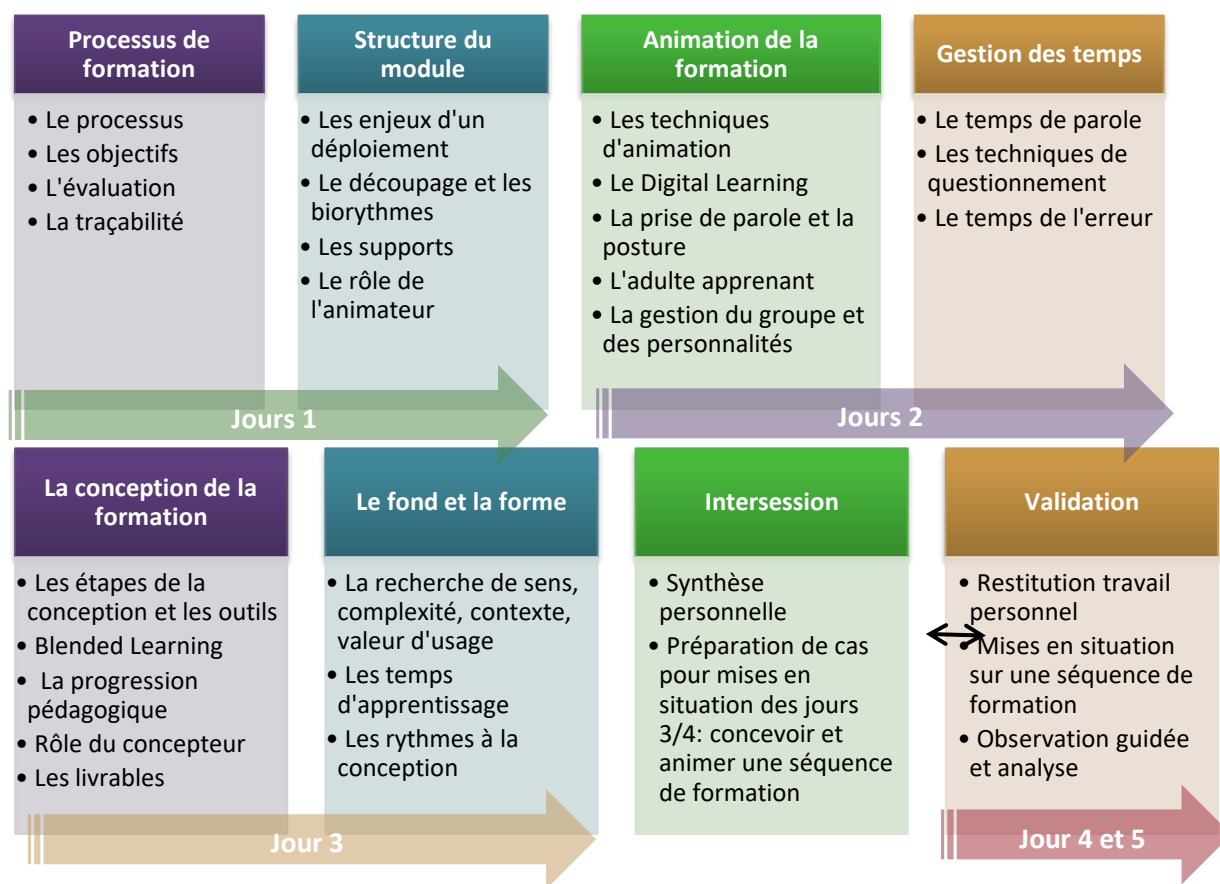 Processus de
formation
• Le processus
• Les objectifs
• L'évaluation
• La traçabilité
Structure du
module
• Les enjeux d'un
déploiement
• Le découpage et les
biorythmes
• Les supports
• Le rôle de
l'animateur
Jours 1
Animation de la
formation
• Les techniques
d'animation
• Le Digital Learning
• La prise de parole et la
posture
• L'adulte apprenant
• La gestion du groupe et
des personnalités
Gestion des temps
• Le temps de parole
• Les techniques de
questionnement
• Le temps de l'erreur
Jours 2
La conception de la
formation
• Les étapes de la
conception et les outils
• Blended Learning
• La progression
pédagogique
• Rôle du concepteur
• Les livrables
Le fond et la forme
• La recherche de sens,
complexité, contexte,
valeur d'usage
• Les temps
d'apprentissage
• Les rythmes à la
conception
Jour 3
Intersession
• Synthèse
personnelle
• Préparation de cas
pour mises en
situation des jours
3/4: concevoir et
animer une séquence
de formation
Validation
• Restitution travail
personnel
• Mises en situation
sur une séquence de
formation
• Observation guidée
et analyse
Jour 4 et 5